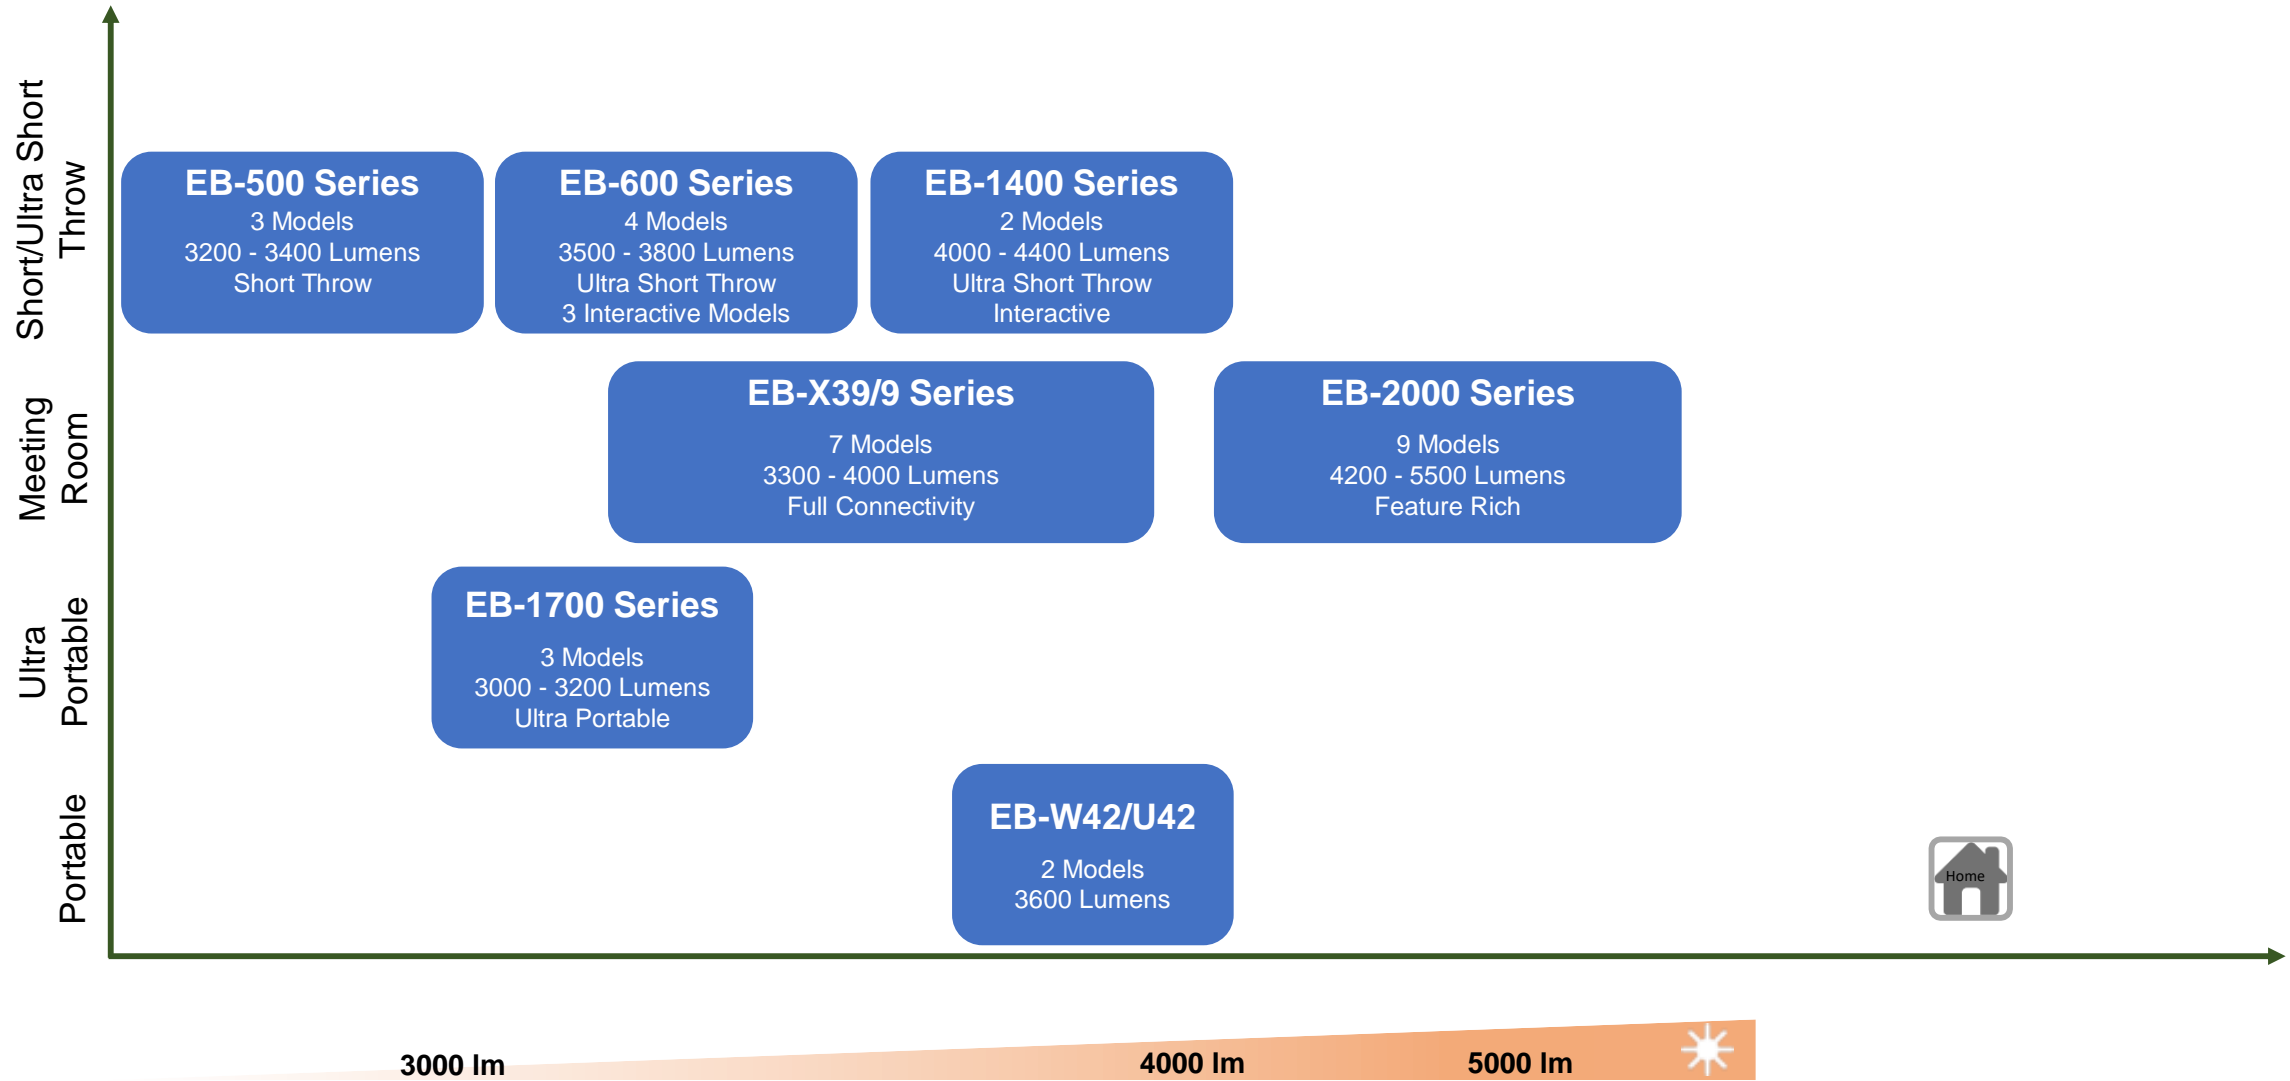 Short/Ultra Short
Throw
EB-500 Series
3 Models
3200 - 3400 Lumens
Short Throw
EB-600 Series
4 Models
3500 - 3800 Lumens
Ultra Short Throw
3 Interactive Models
EB-1400 Series
2 Models
4000 - 4400 Lumens
Ultra Short Throw
Interactive
Meeting
Room
EB-X39/9 Series
7 Models
3300 - 4000 Lumens
Full Connectivity
EB-2000 Series
9 Models
4200 - 5500 Lumens
Feature Rich
Ultra
Portable
EB-1700 Series
3 Models
3000 - 3200 Lumens
Ultra Portable
Portable
EB-W42/U42
2 Models
3600 Lumens
Home
3000 lm
4000 lm
5000 lm